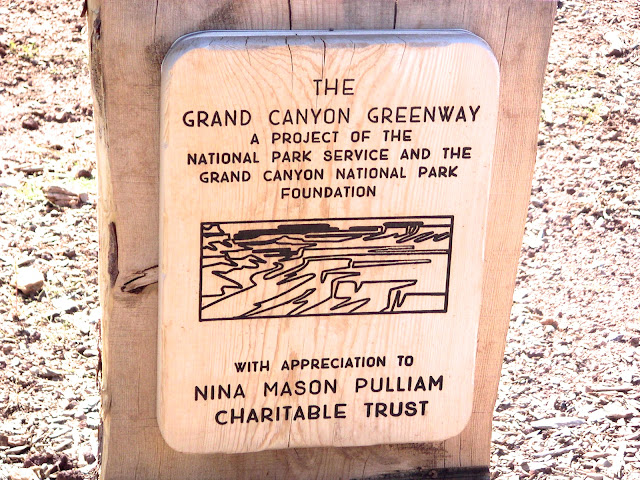 THE
GRAND CANYON GREENWAY
A PROJECT OF THE
NATIONAL PARK SERVICE AND THE
GRAND CANYON NATIONAL PARK
FOUNDATION
WITH APPRECIATION TO
NINA MASON PULLIAM
CHARITABLE TRUST